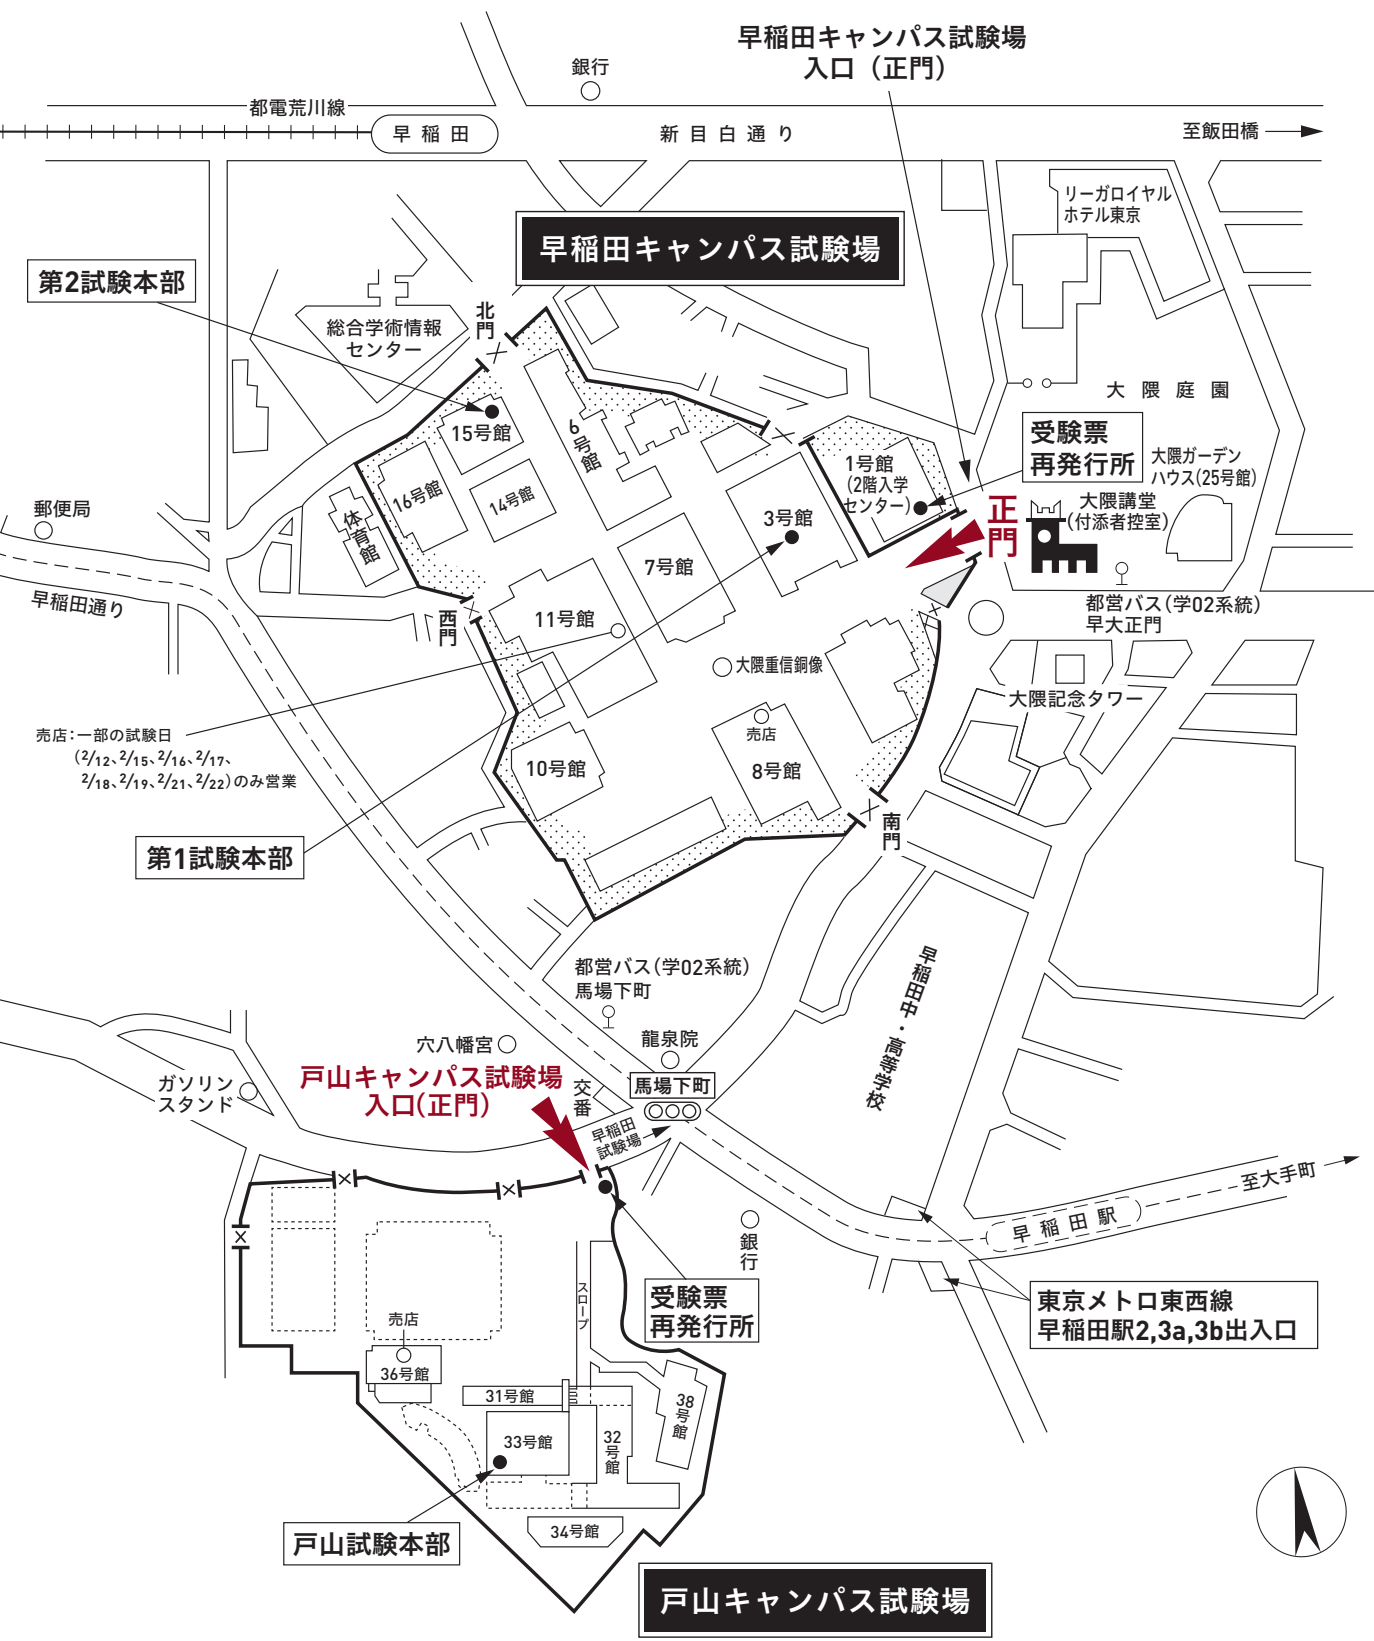 早稲田キャンパス試験場
入口（正門）
銀行
都電荒川線
早稲田
新目白通り
至飯田橋
リーガロイヤル
ホテル東京
早稲田キャンパス試験場
第2試験本部
北門
総合学術情報
センター
大隈庭園
受験票
再発行所
大隈ガーデン
ハウス(25号館)
15号館
6号館
1号館
(2階入学
センター)
16号館
14号館
大隈講堂
(付添者控室)
正門
郵便局
体育館
3号館
7号館
早稲田通り
西門
11号館
都営バス(学02系統)
早大正門
大隈重信銅像
大隈記念タワー
売店
8号館
売店：一部の試験日
(2/12、2/15、2/16、2/17、
2/18、2/19、2/21、2/22)のみ営業
10号館
南門
第1試験本部
早稲田中・高等学校
都営バス(学02系統)
馬場下町
穴八幡宮
龍泉院
戸山キャンパス試験場
入口(正門)
交番
馬場下町
ガソリン
スタンド
早稲田
試験場
至大手町
早稲田駅
銀行
受験票
再発行所
東京メトロ東西線
早稲田駅2,3a,3b出入口
スロープ
売店
36号館
31号館
38号館
33号館
32号館
34号館
戸山試験本部
戸山キャンパス試験場